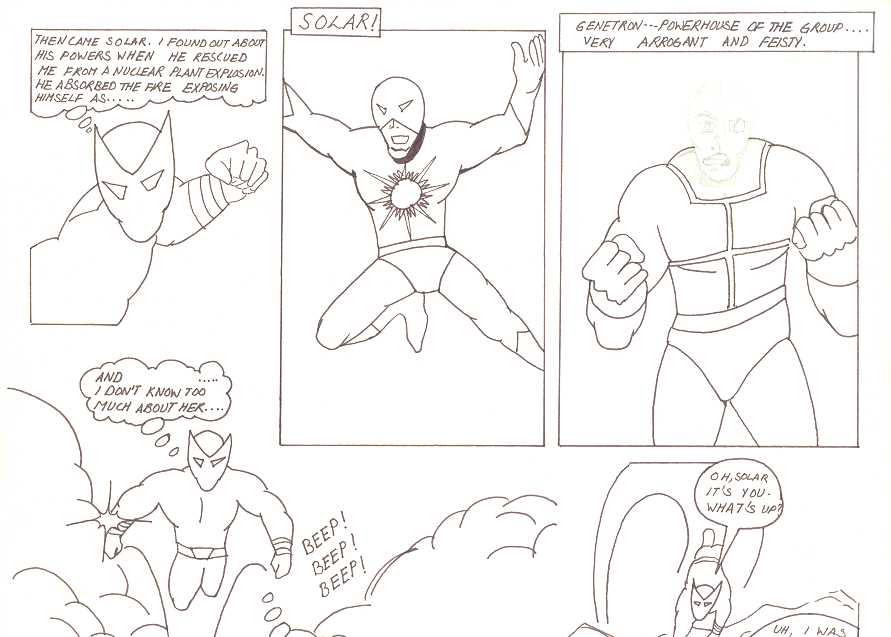 THEN CAME SOLAR. I FOUND OUT ABOUT
HIS POWERS WHEN HE RESCUED
ME FROM A NUCLEAR PLANT EXPLOSION.
HE ABSORBED THE FIRE EXPOSING
HIMSELF AS.....
SOLAR!
GENETRON---POWERHOUSE OF THE GROUP....
VERY ARROGANT AND FEISTY.
AND .....
I DON'T KNOW TOO
MUCH ABOUT HER....
BEEP!
BEEP!
BEEP!
OH, SOLAR
IT'S YOU.
WHAT'S UP?
UH, I WAS